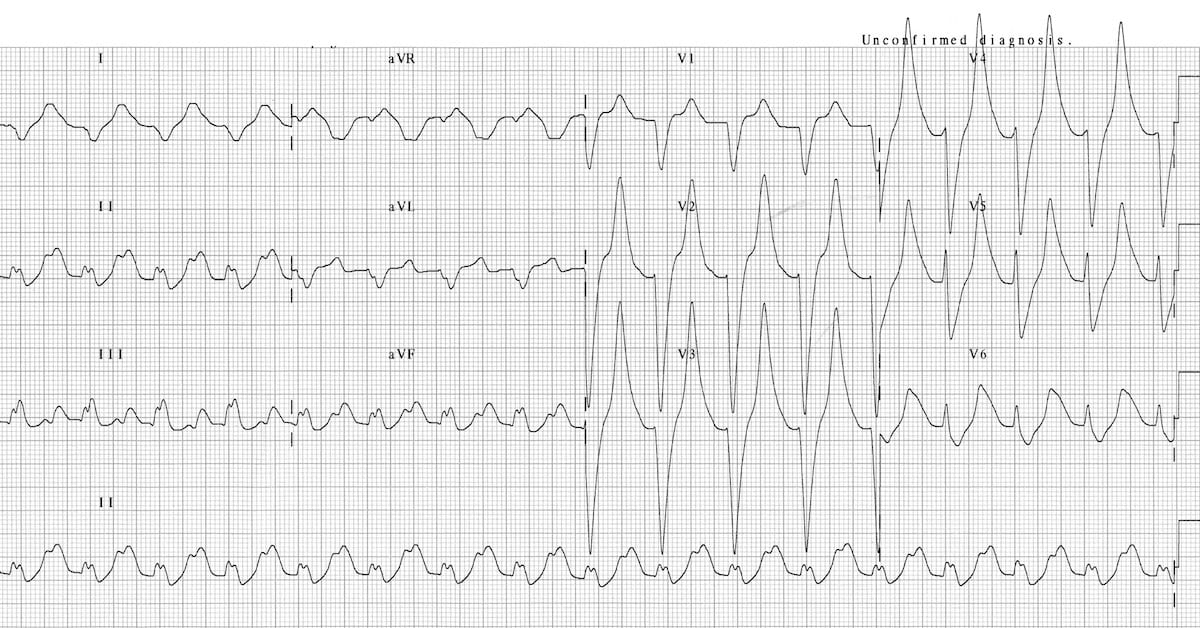 Unconfirmed diagnosis.
I aVR V1 V4
II aVL V2 V5
III aVF V3 V6
II